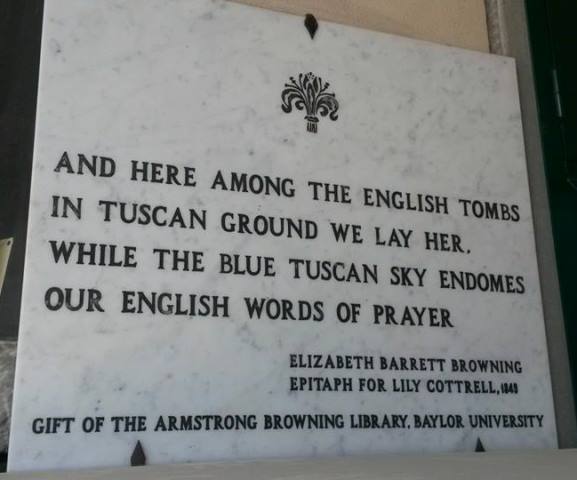 AND HERE AMONG THE ENGLISH TOMBS
IN TUSCAN GROUND WE LAY HER,
WHILE THE BLUE TUSCAN SKY ENDOMES
OUR ENGLISH WORDS OF PRAYER
ELIZABETH BARRETT BROWNING
EPITAPH FOR LILY COTTRELL, 1849
GIFT OF THE ARMSTRONG BROWNING LIBRARY, BAYLOR UNIVERSITY